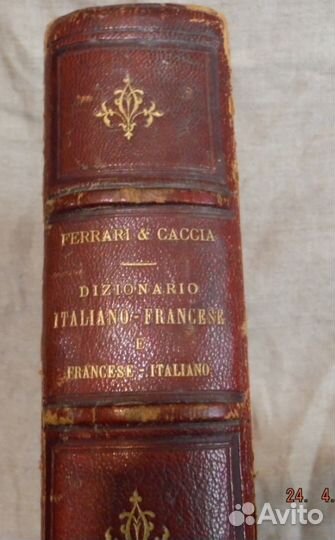 FERRARI & CACCIA
DIZIONARIO
ITALIANO-FRANCESE
E
FRANCESE-ITALIANO
24. 4.
Avito